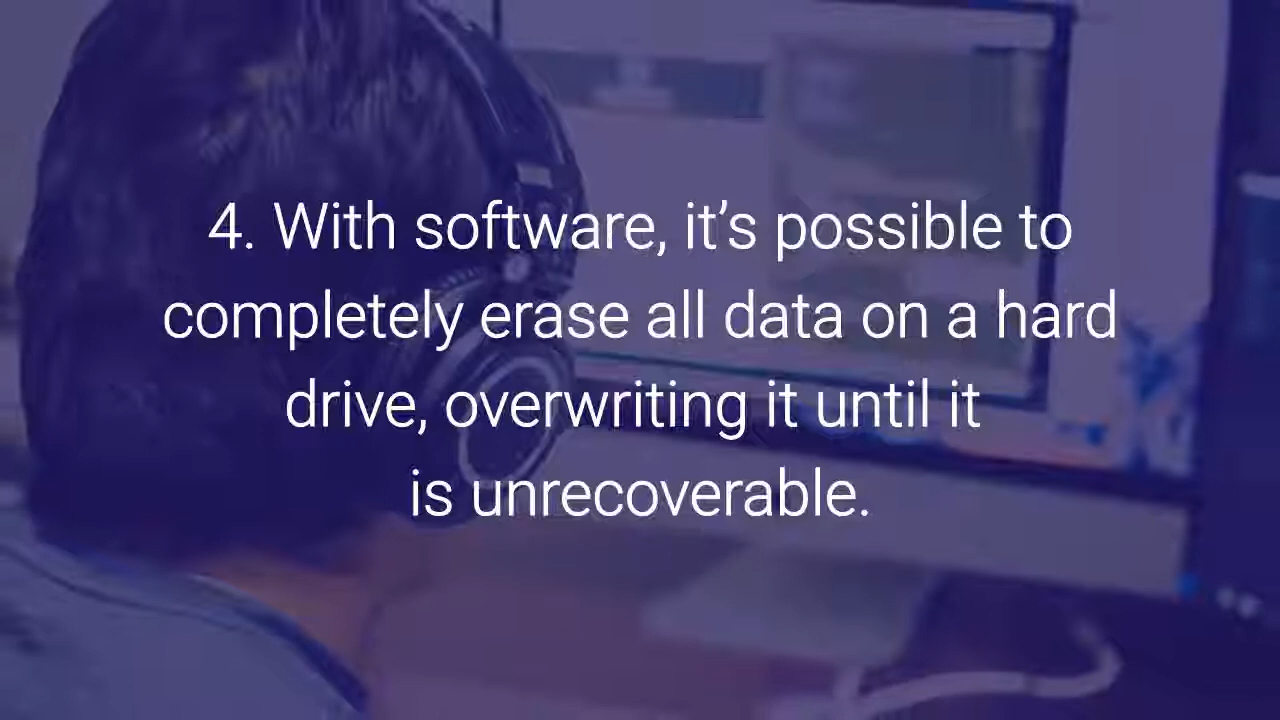 4. With software, it’s possible to
completely erase all data on a hard
drive, overwriting it until it
is unrecoverable.